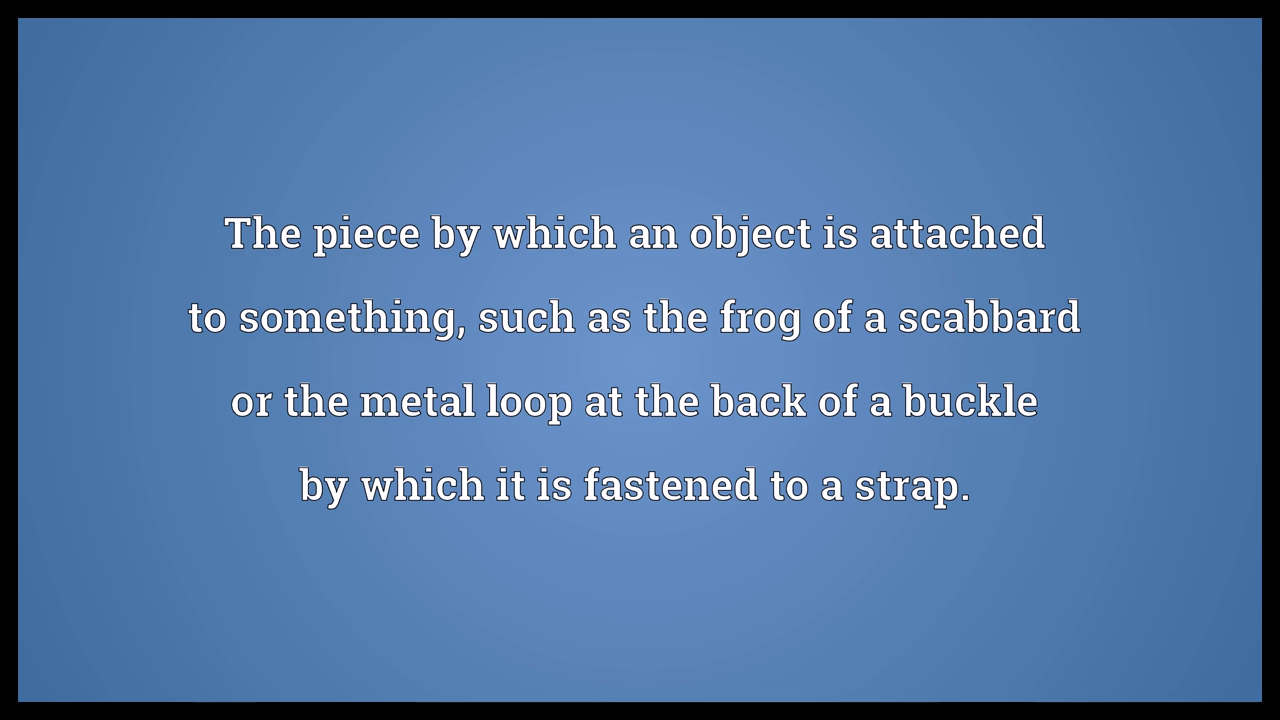 The piece by which an object is attached
to something, such as the frog of a scabbard
or the metal loop at the back of a buckle
by which it is fastened to a strap.